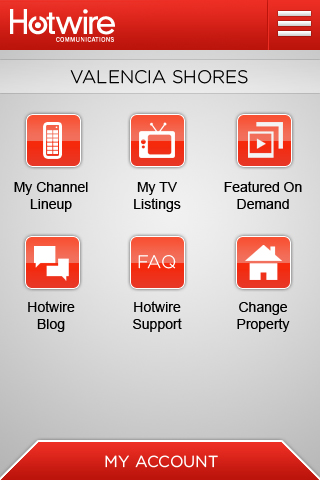 Hotwire
COMMUNICATIONS
VALENCIA SHORES
My Channel
Lineup
My TV
Listings
Featured On
Demand
FAQ
Hotwire
Blog
Hotwire
Support
Change
Property
MY ACCOUNT